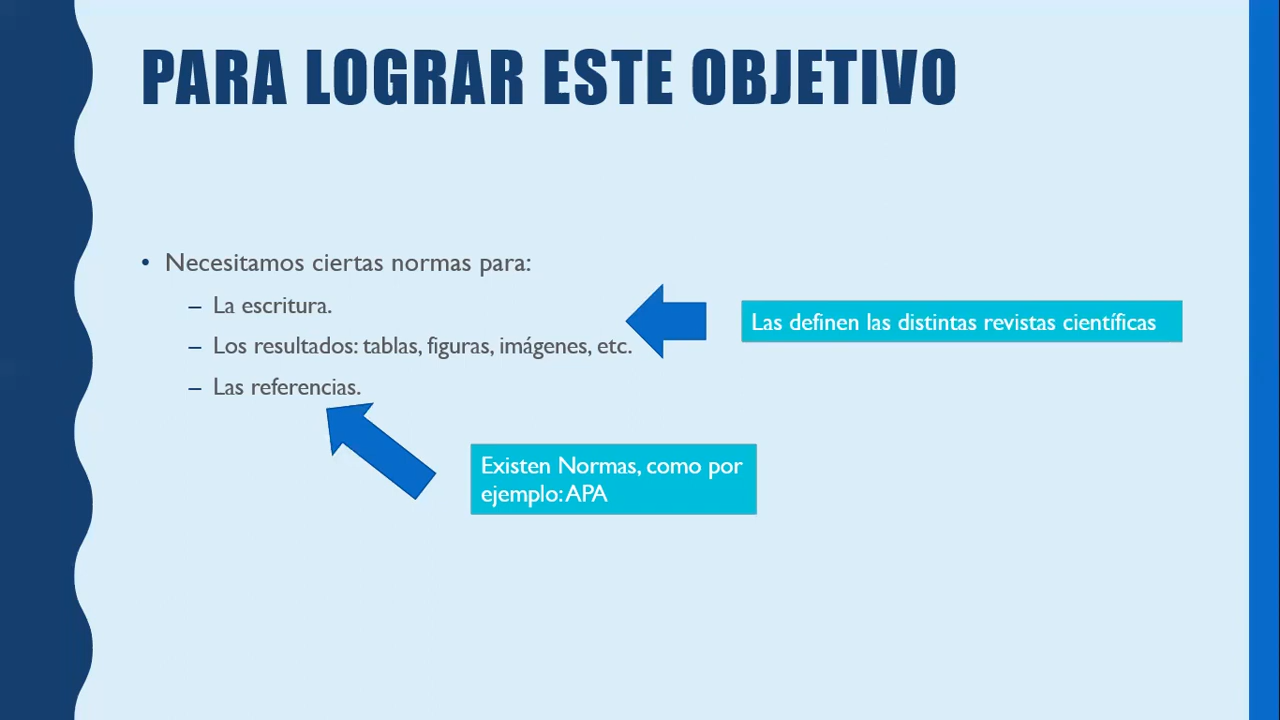 PARA LOGRAR ESTE OBJETIVO
• Necesitamos ciertas normas para:
– La escritura.
Las definen las distintas revistas científicas
– Los resultados: tablas, figuras, imágenes, etc.
– Las referencias.
Existen Normas, como por
ejemplo: APA